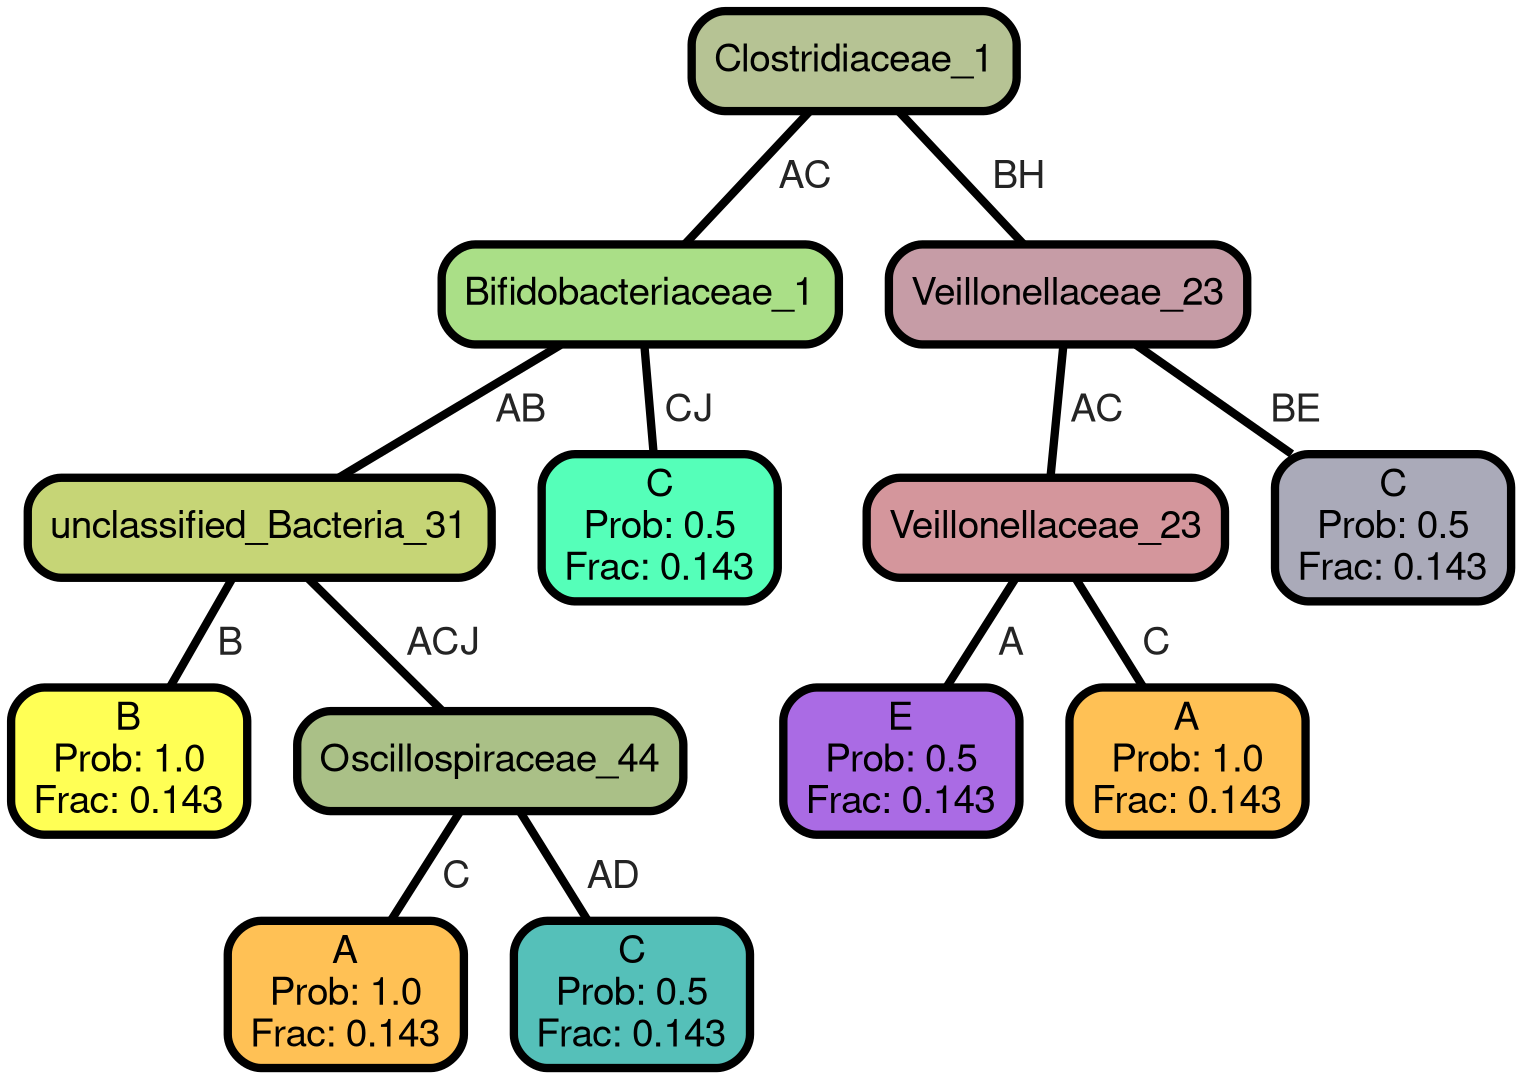 Clostridiaceae_1
AC
BH
Bifidobacteriaceae_1
Veillonellaceae_23
AB
CJ
AC
BE
unclassified_Bacteria_31
C
Prob: 0.5
Frac: 0.143
Veillonellaceae_23
C
Prob: 0.5
Frac: 0.143
B
ACJ
A
C
B
Prob: 1.0
Frac: 0.143
Oscillospiraceae_44
E
Prob: 0.5
Frac: 0.143
A
Prob: 1.0
Frac: 0.143
C
AD
A
Prob: 1.0
Frac: 0.143
C
Prob: 0.5
Frac: 0.143